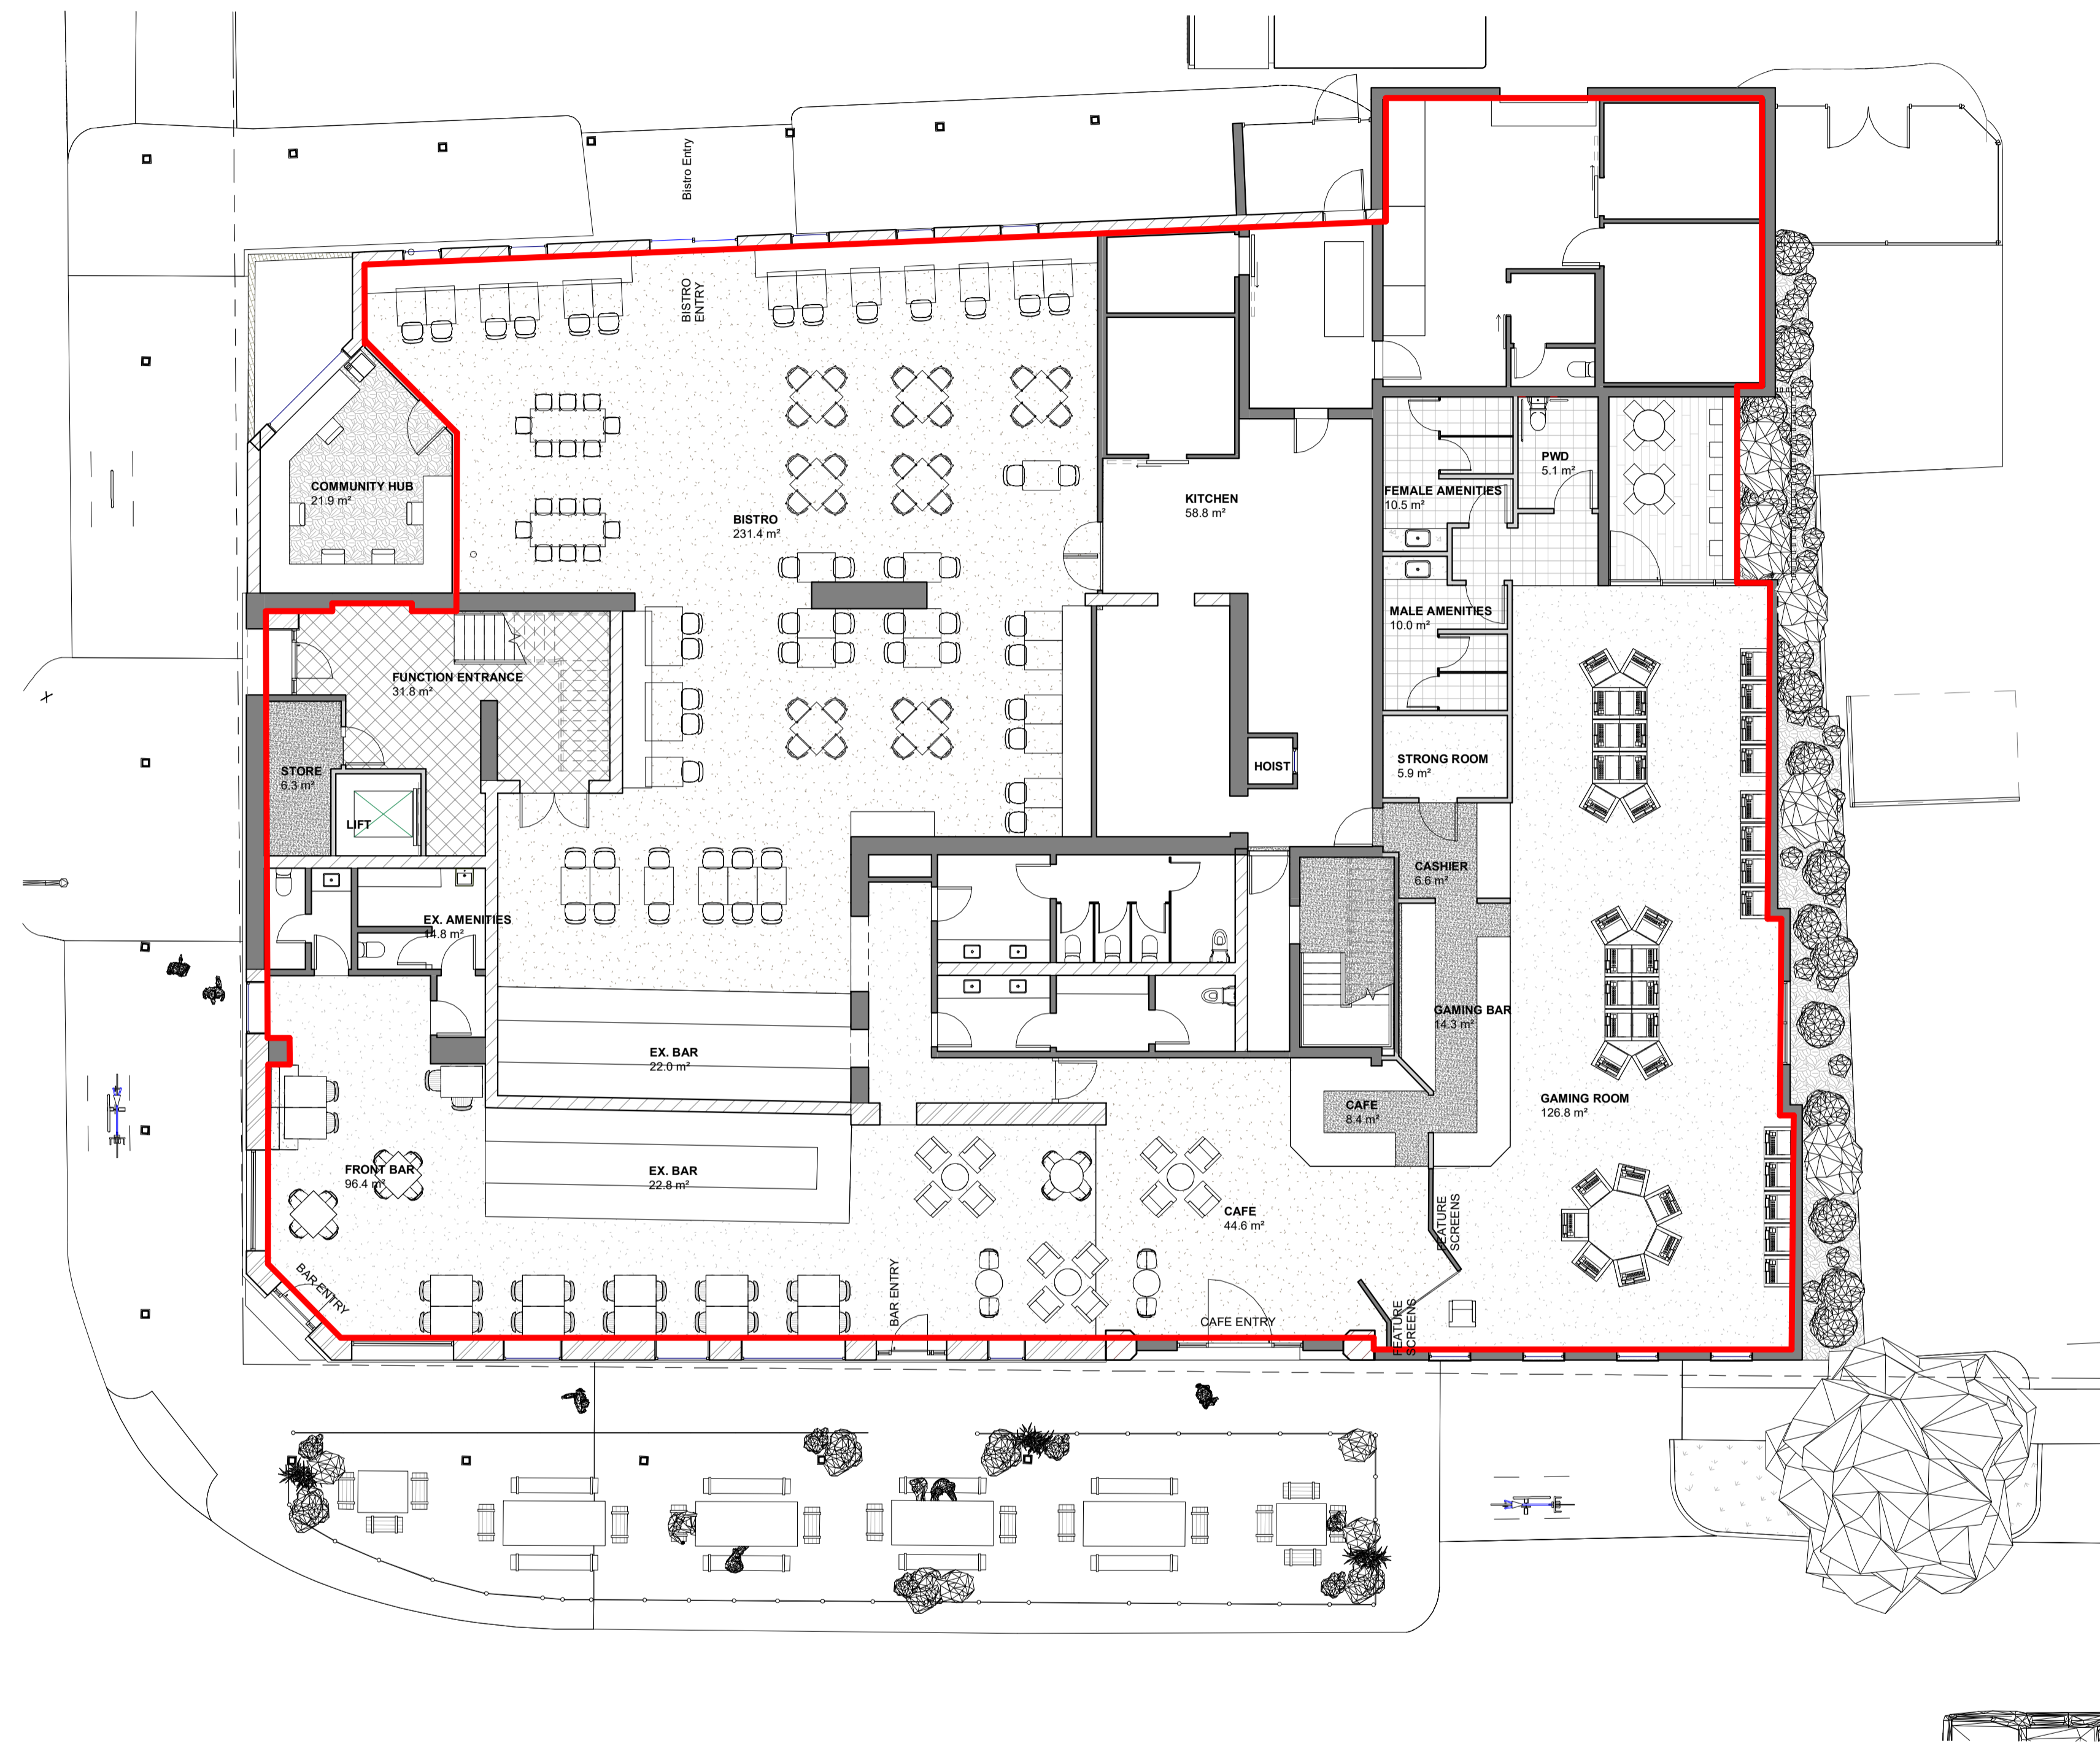 Bistro Entry
BISTRO
ENTRY
COMMUNITY HUB
21.9 m²
BISTRO
231.4 m²
KITCHEN
58.8 m²
FEMALE AMENITIES
10.5 m²
PWD
5.1 m²
MALE AMENITIES
10.0 m²
FUNCTION ENTRANCE
31.8 m²
STORE
6.3 m²
LIFT
HOIST
STRONG ROOM
5.9 m²
CASHIER
6.6 m²
EX. AMENITIES
14.8 m²
GAMING BAR
14.3 m²
EX. BAR
22.0 m²
CAFE
8.4 m²
GAMING ROOM
126.8 m²
FRONT BAR
96.4 m²
EX. BAR
22.8 m²
CAFE
44.6 m²
FEATURE
SCREENS
BAR ENTRY
BAR ENTRY
CAFE ENTRY
FEATURE
SCREENS